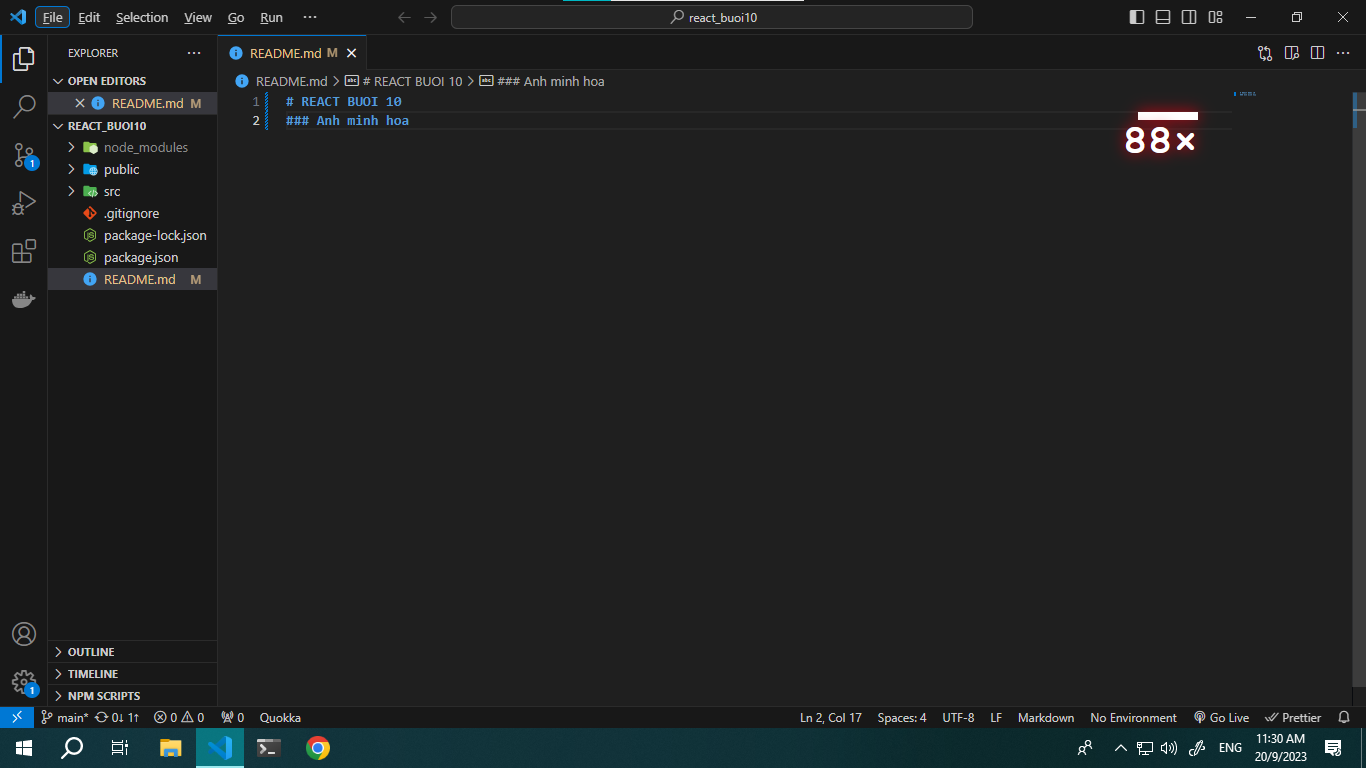 File Edit Selection View Go Run ···
react_buoi10
EXPLORER ···
OPEN EDITORS
README.md M
REACT_BUOI10
node_modules
public
src
.gitignore
package-lock.json
package.json
README.md M
OUTLINE
TIMELINE
NPM SCRIPTS
README.md M
README.md > # REACT BUOI 10 > ### Anh minh hoa
1 # REACT BUOI 10
2 ### Anh minh hoa
88×
1
1
main* 0↓ 1↑ 0 0 0 Quokka
Ln 2, Col 17 Spaces: 4 UTF-8 LF Markdown No Environment Go Live Prettier
ENG
11:30 AM
20/9/2023